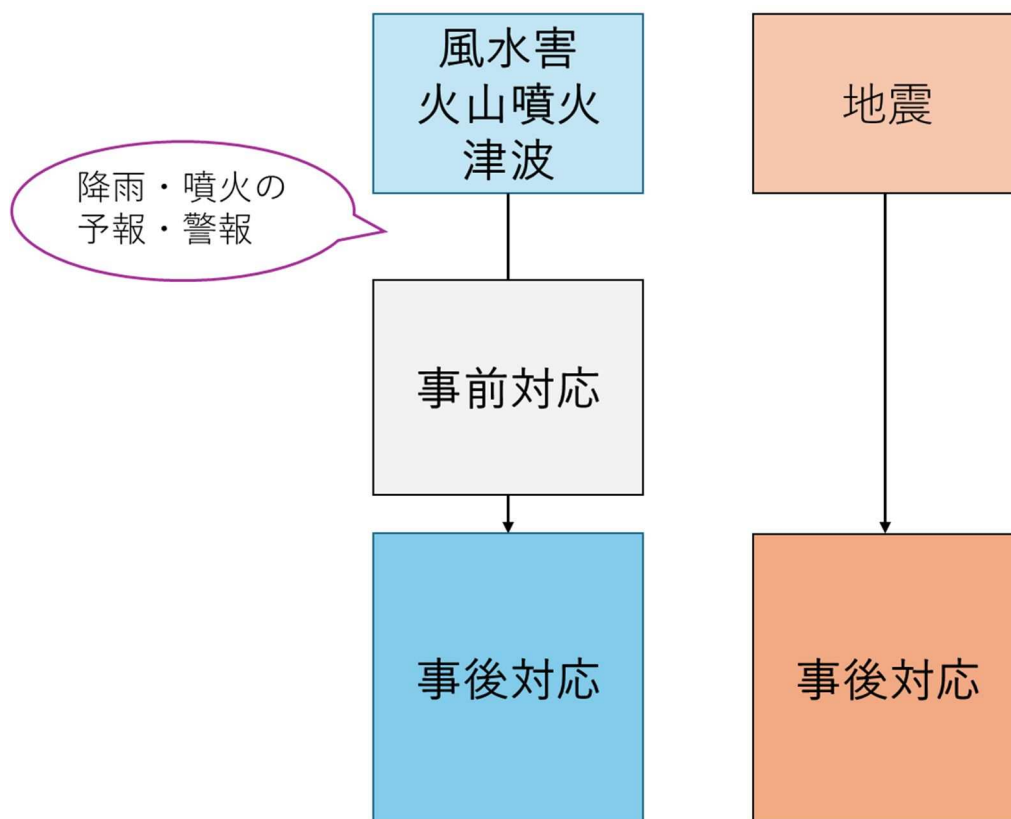 風水害
火山噴火
津波
地震
降雨・噴火の
予報・警報
事前対応
事後対応
事後対応